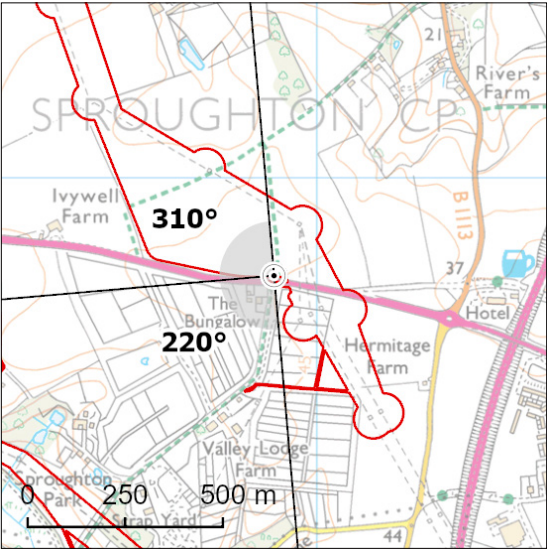 21
River's
Farm
SPROUGHTON CP
Ivywell
Farm
310°
B1113
37
The
Bungalow
Hotel
220°
Hermitage
Farm
Valley Lodge
Farm
Sproughton
Park
0 250 500 m
Scrap Yard
44